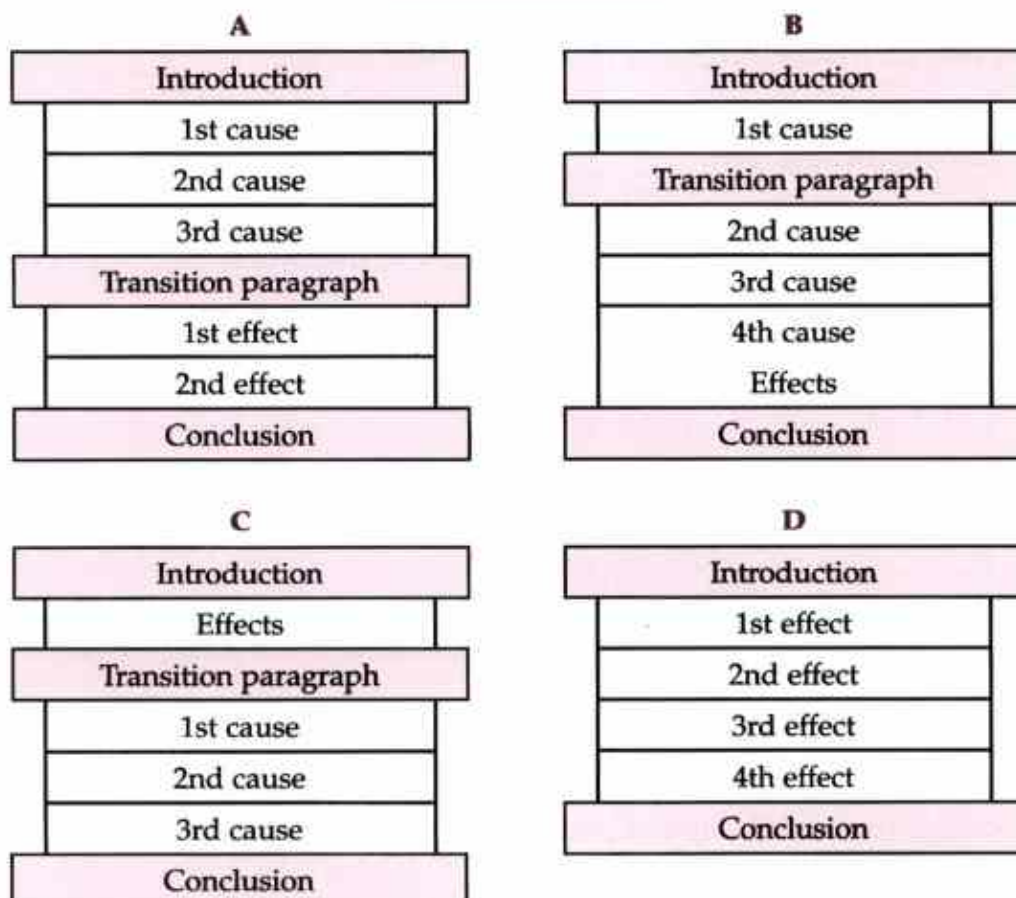 A
Introduction
1st cause
2nd cause
3rd cause
Transition paragraph
1st effect
2nd effect
Conclusion
B
Introduction
1st cause
Transition paragraph
2nd cause
3rd cause
4th cause
Effects
Conclusion
C
Introduction
Effects
Transition paragraph
1st cause
2nd cause
3rd cause
Conclusion
D
Introduction
1st effect
2nd effect
3rd effect
4th effect
Conclusion